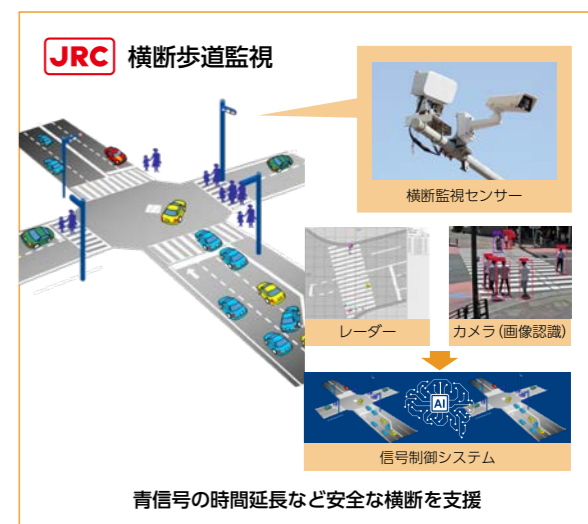 JRC 横断歩道監視
横断監視センサー
レーダー
カメラ(画像認識)
AI
信号制御システム
青信号の時間延長など安全な横断を支援